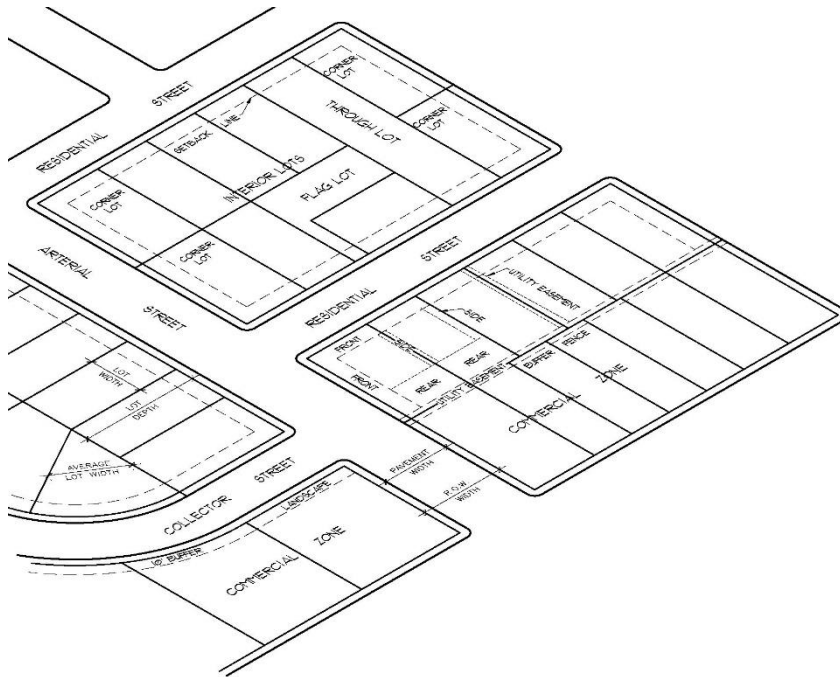 RESIDENTIAL STREET
CORNER
LOT
CORNER
LOT
THROUGH LOT
SETBACK
LINE
INTERIOR LOTS
FLAG LOT
CORNER
LOT
CORNER
LOT
ARTERIAL STREET
RESIDENTIAL STREET
UTILITY EASEMENT
SIDE
FRONT
SIDE
REAR
FRONT
REAR
UTILITY EASEMENT
BUFFER FENCE
COMMERCIAL ZONE
LOT
WIDTH
LOT
DEPTH
AVERAGE
LOT WIDTH
COLLECTOR STREET
PAVEMENT
WIDTH
R.O.W
WIDTH
LANDSCAPE
10' BUFFER
COMMERCIAL ZONE